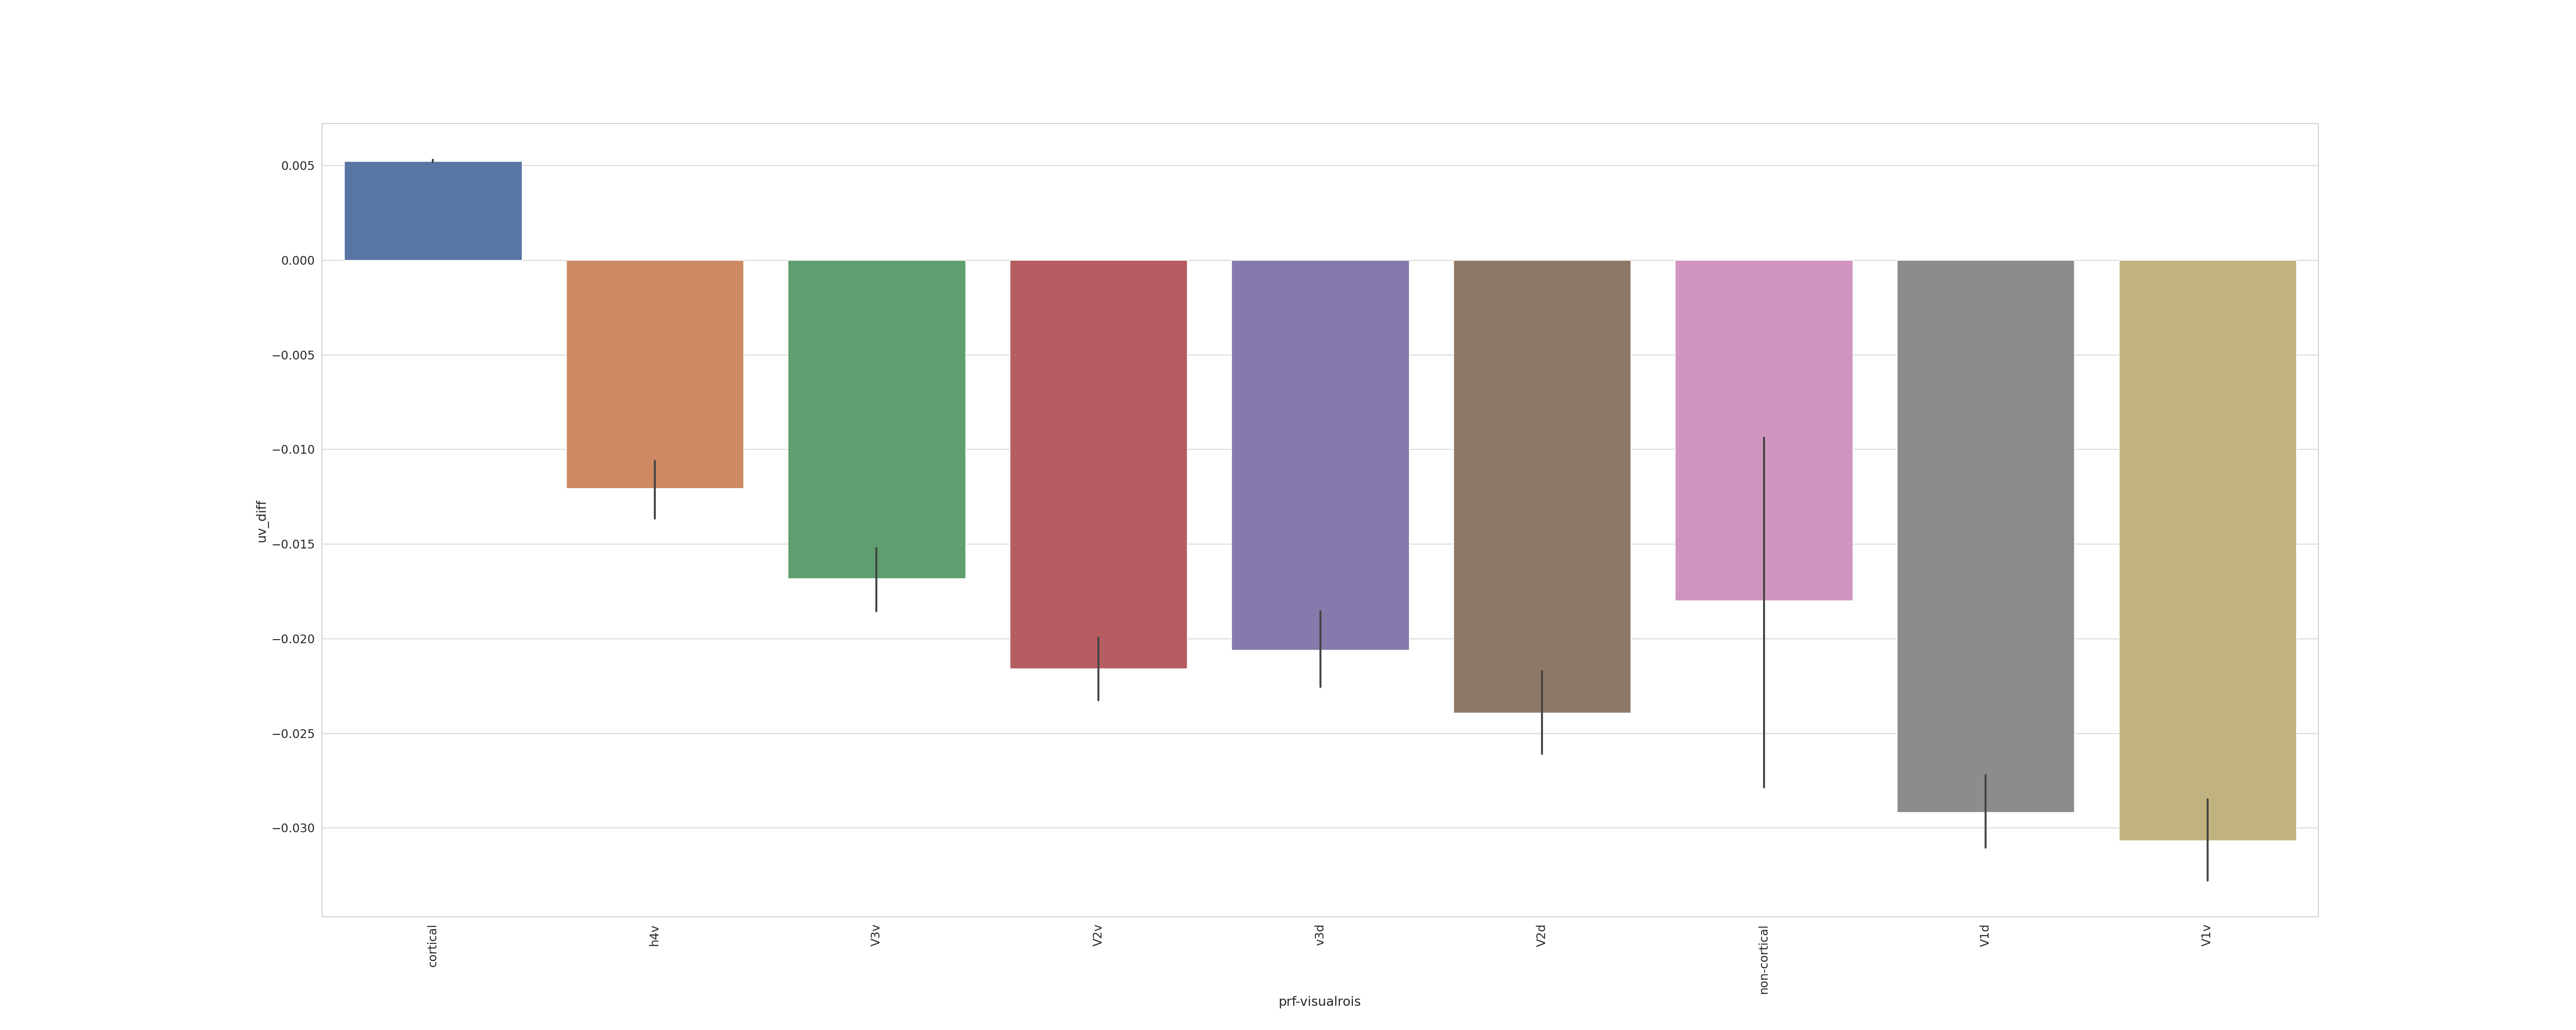 0.005
0.000
−0.005
−0.010
−0.015
−0.020
−0.025
−0.030
uv_diff
cortical
h4v
V3v
V2v
v3d
V2d
non-cortical
V1d
V1v
prf-visualrois